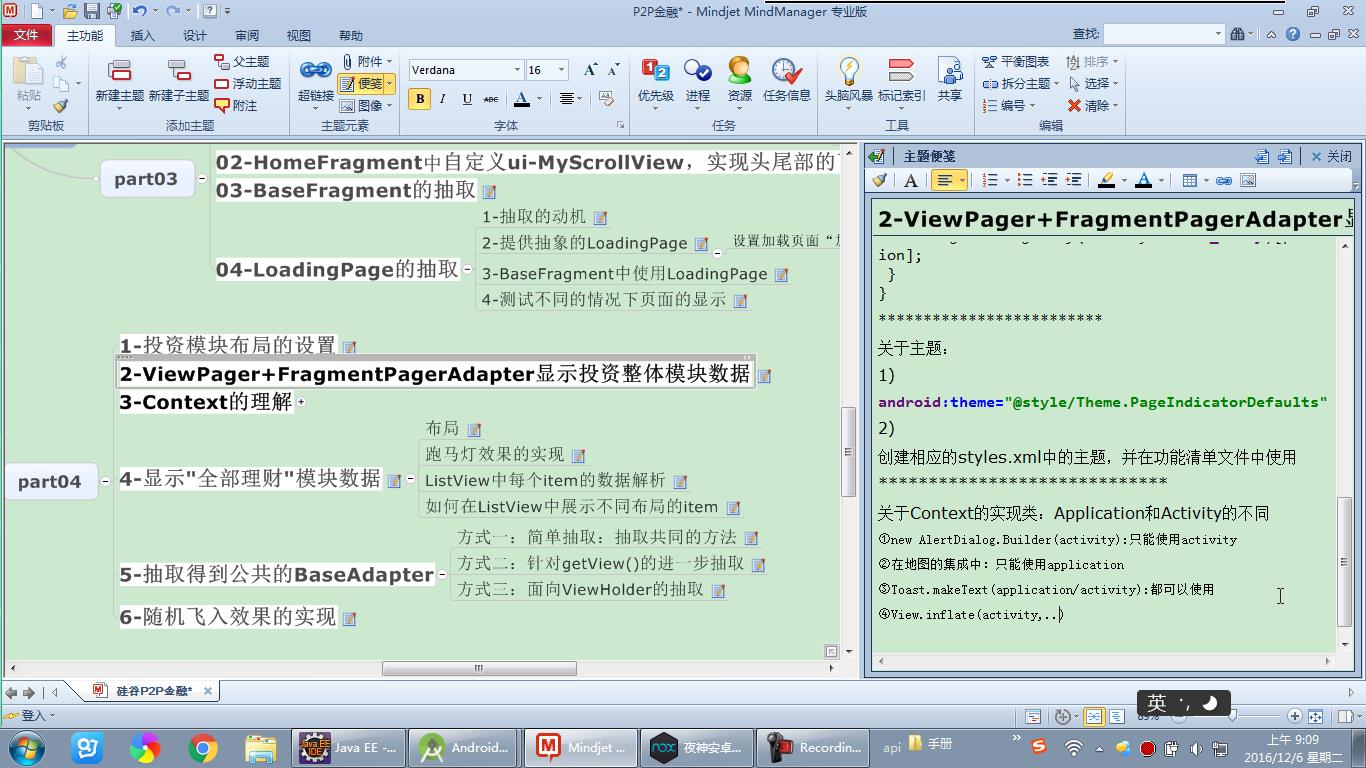 P2P金融* - Mindjet MindManager 专业版
文件 主功能 插入 设计 审阅 视图 帮助 查找:
粘贴 新建主题 新建子主题 父主题 浮动主题 附注 超链接 附件 便笺 图像 Verdana 16 优先级 进程 资源 任务信息 头脑风暴 标记索引 共享 平衡图表 拆分主题 编号 排序 选择 清除
B I U ABC A
剪贴板 添加主题 主题元素 字体 任务 工具 编辑
part03
02-HomeFragment中自定义ui-MyScrollView，实现头尾部的
03-BaseFragment的抽取
04-LoadingPage的抽取
1-抽取的动机
2-提供抽象的LoadingPage
设置加载页面“
3-BaseFragment中使用LoadingPage
4-测试不同的情况下页面的显示
part04
1-投资模块布局的设置
2-ViewPager+FragmentPagerAdapter显示投资整体模块数据
3-Context的理解
4-显示"全部理财"模块数据
布局
跑马灯效果的实现
ListView中每个item的数据解析
如何在ListView中展示不同布局的item
5-抽取得到公共的BaseAdapter
方式一：简单抽取：抽取共同的方法
方式二：针对getView()的进一步抽取
方式三：面向ViewHolder的抽取
6-随机飞入效果的实现
主题便笺 关闭
2-ViewPager+FragmentPagerAdapter
ion];
}
}
*************************
关于主题：
1)
android:theme="@style/Theme.PageIndicatorDefaults"
2)
创建相应的styles.xml中的主题，并在功能清单文件中使用
*****************************
关于Context的实现类：Application和Activity的不同
①new AlertDialog.Builder(activity):只能使用activity
②在地图的集成中：只能使用application
③Toast.makeText(application/activity):都可以使用
④View.inflate(activity,..)
硅谷P2P金融*
登入
英
89%
Java EE -... Android... Mindjet ... 夜神安卓... Recordin... api 手册
上午 9:09
2016/12/6 星期二